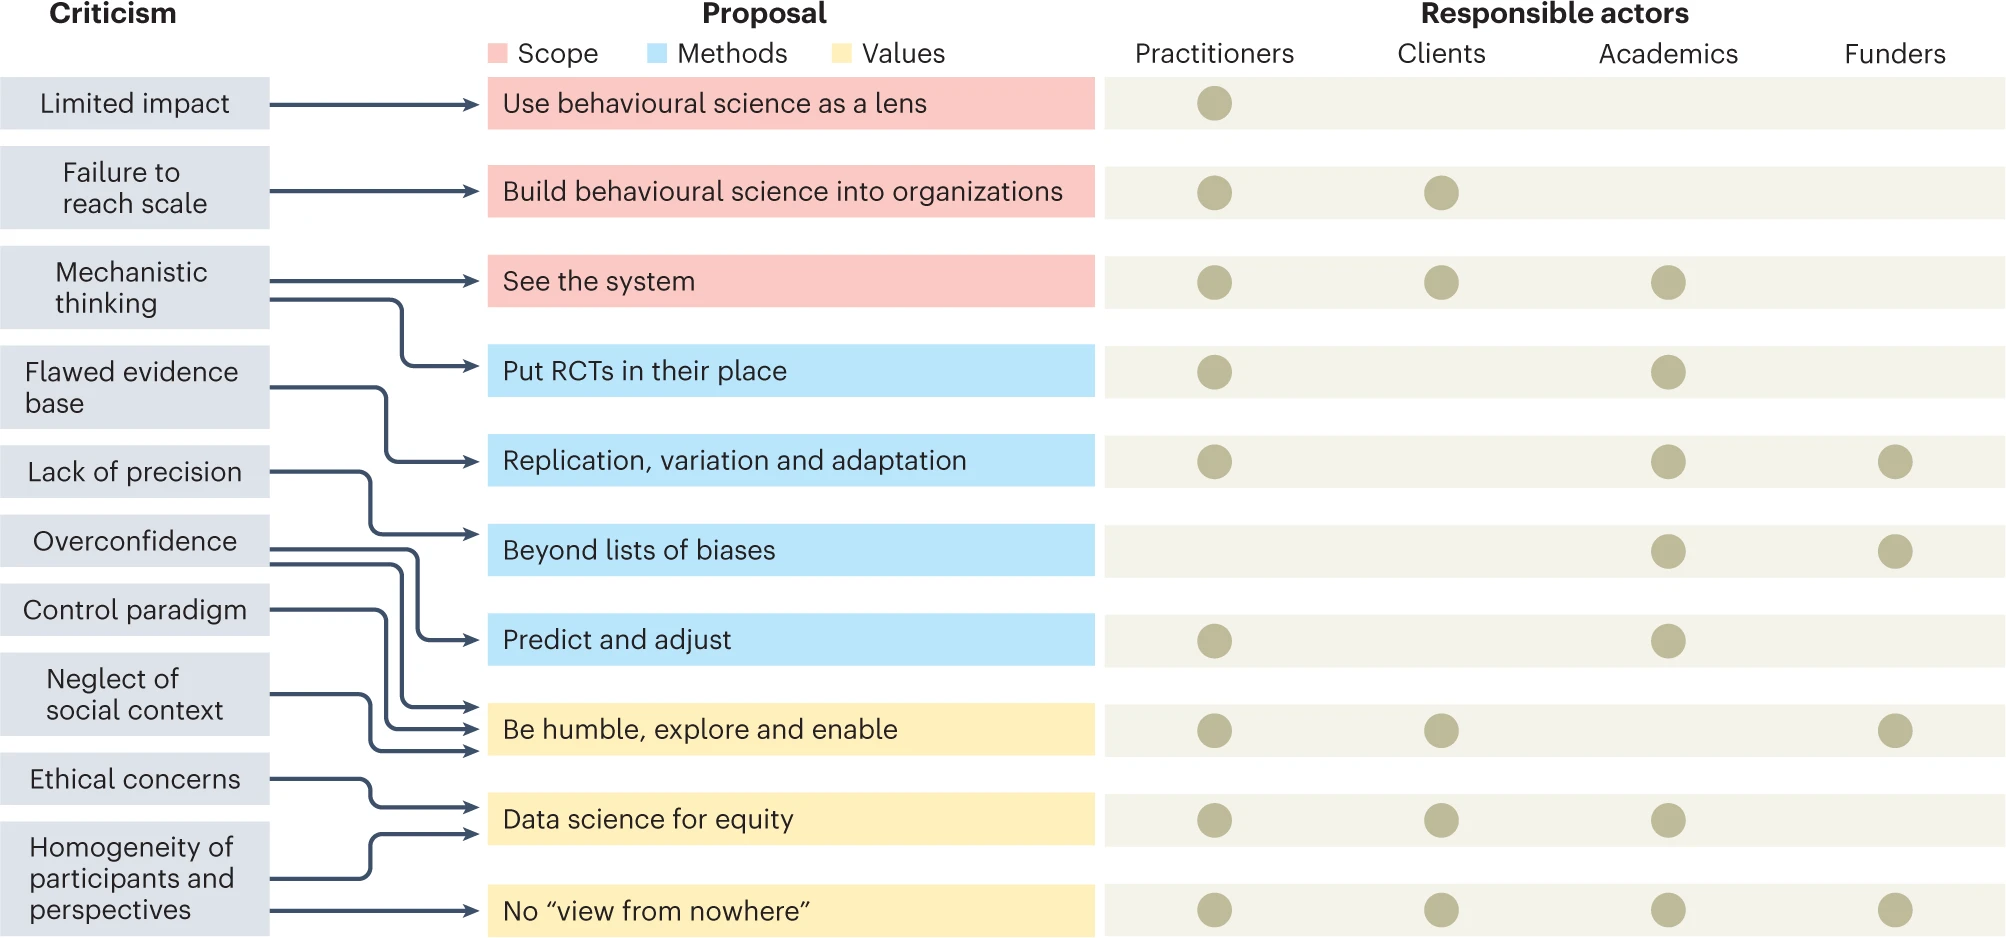 Criticism
Proposal
Responsible actors
Scope
Methods
Values
Practitioners
Clients
Academics
Funders
Limited impact
Use behavioural science as a lens
Failure to
reach scale
Build behavioural science into organizations
Mechanistic
thinking
See the system
Put RCTs in their place
Flawed evidence
base
Replication, variation and adaptation
Lack of precision
Beyond lists of biases
Overconfidence
Predict and adjust
Control paradigm
Neglect of
social context
Be humble, explore and enable
Ethical concerns
Data science for equity
Homogeneity of
participants and
perspectives
No “view from nowhere”